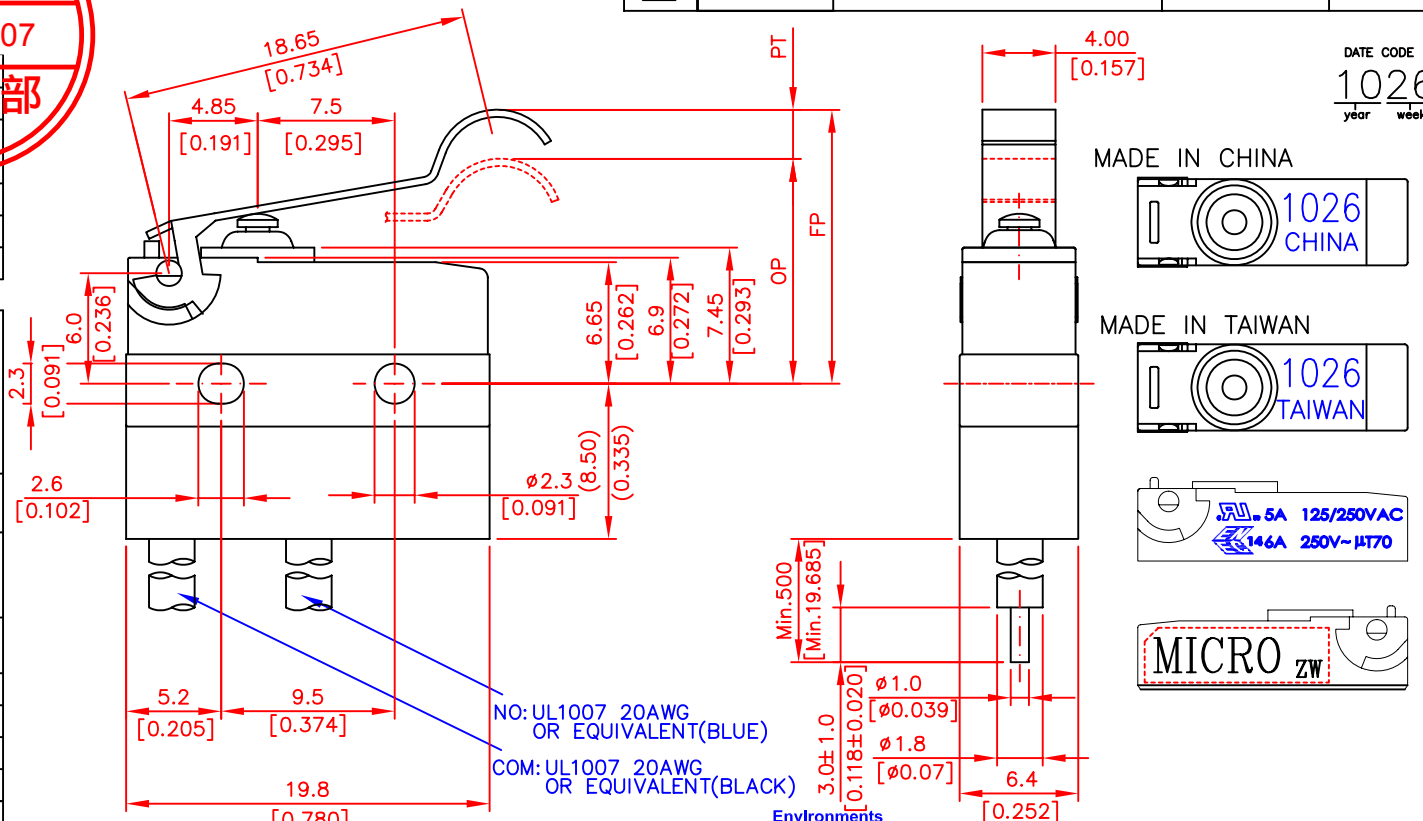 07
部
18.65
[0.734]
4.85
[0.191]
7.5
[0.295]
PT
OP
FP
4.00
[0.157]
DATE CODE
1026
year week
MADE IN CHINA
1026
CHINA
MADE IN TAIWAN
1026
TAIWAN
6.0
[0.236]
2.3
[0.091]
6.65
[0.262]
6.9
[0.272]
7.45
[0.293]
(8.50)
(0.335)
2.6
[0.102]
ø2.3
[0.091]
5A 125/250VAC
6A 250V~ μT70
MICRO ZW
Min.500
[Min.19.685]
3.0±1.0
[0.118±0.020]
ø1.0
[ø0.039]
ø1.8
[ø0.07]
6.4
[0.252]
5.2
[0.205]
9.5
[0.374]
NO:UL1007 20AWG
OR EQUIVALENT(BLUE)
COM:UL1007 20AWG
OR EQUIVALENT(BLACK)
19.8
[0.780]
Environments